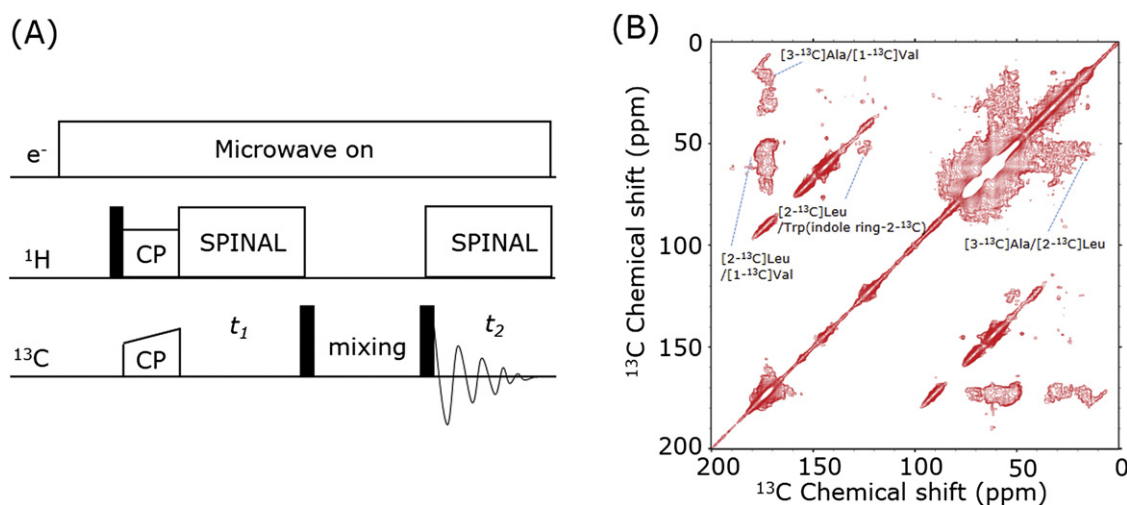 (A)
e⁻
Microwave on
¹H
CP
SPINAL
SPINAL
¹³C
CP
t₁
mixing
t₂
(B)
¹³C Chemical shift (ppm)
0
50
100
150
200
[3-¹³C]Ala/[1-¹³C]Val
[2-¹³C]Leu
/Trp(indole ring-2-¹³C)
[2-¹³C]Leu
/[1-¹³C]Val
[3-¹³C]Ala/[2-¹³C]Leu
200
150
100
50
0
¹³C Chemical shift (ppm)